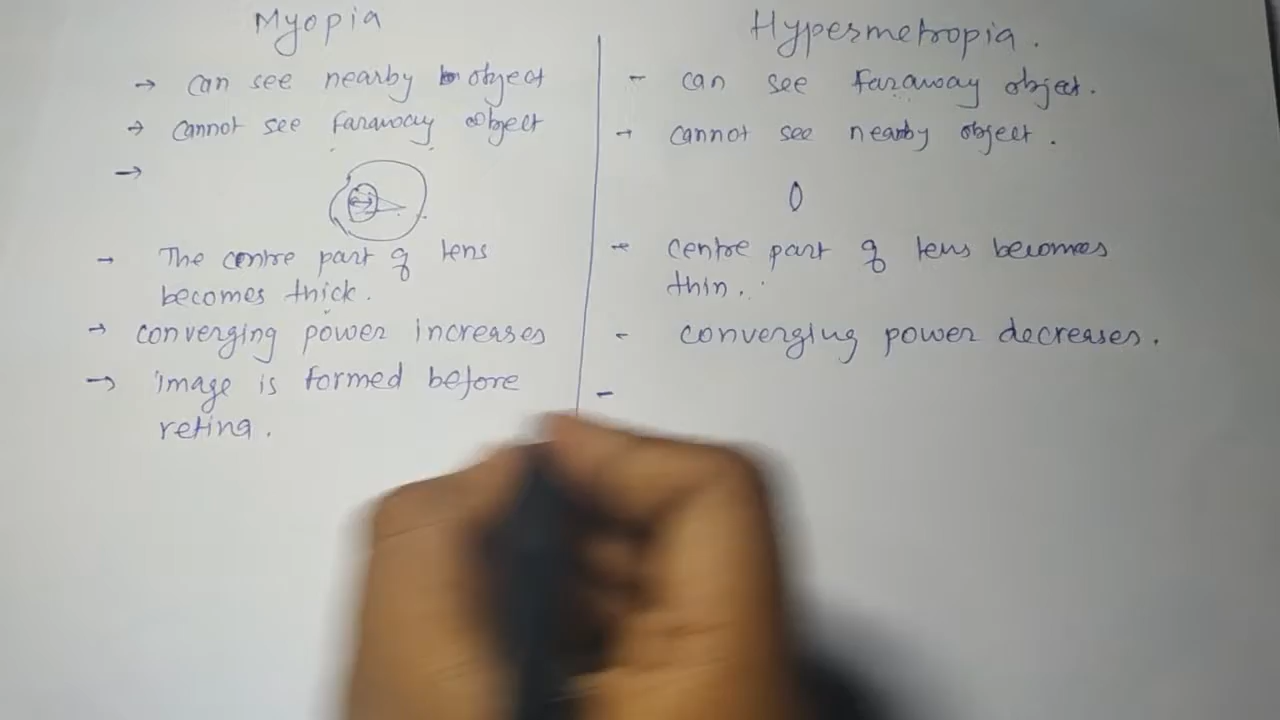 Myopia
→ can see nearby object
→ cannot see faraway object
→
→ The centre part of lens
becomes thick.
→ converging power increases
→ image is formed before
retina.
Hypermetropia.
- can see faraway object.
→ cannot see nearby object.
- centre part of lens becomes
thin.
- converging power decreases.
-